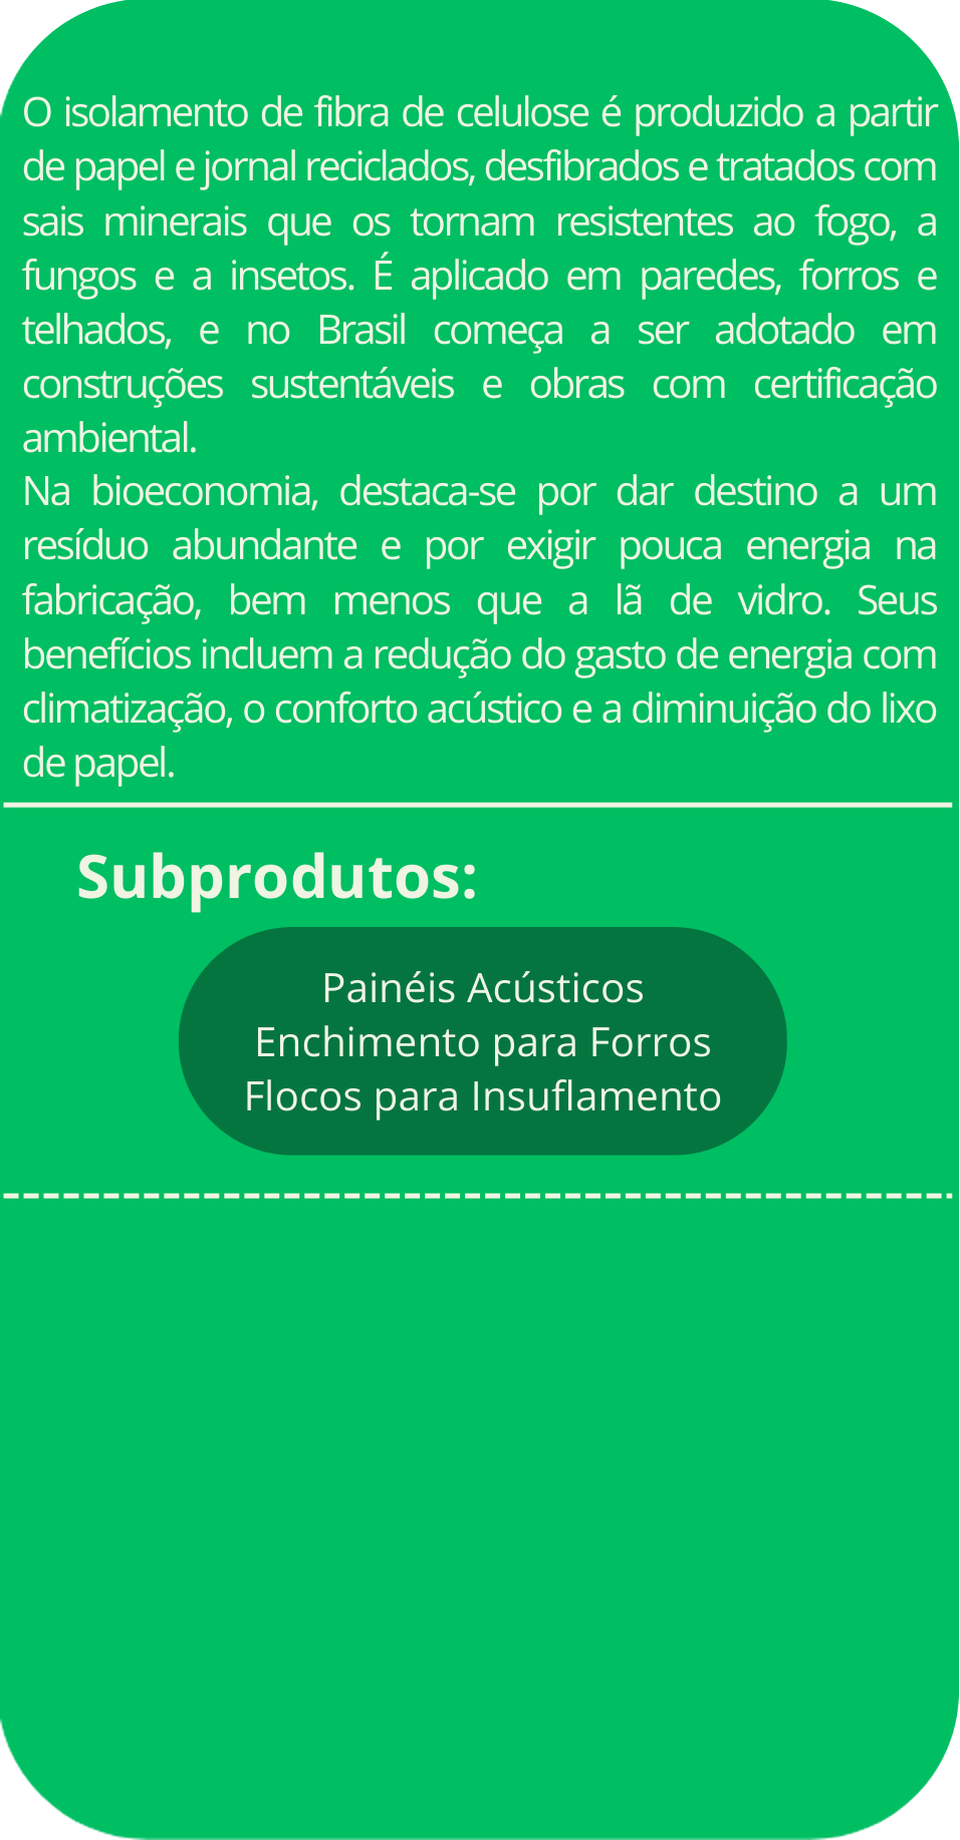 O isolamento de fibra de celulose é produzido a partir
de papel e jornal reciclados, desfibrados e tratados com
sais minerais que os tornam resistentes ao fogo, a
fungos e a insetos. É aplicado em paredes, forros e
telhados, e no Brasil começa a ser adotado em
construções sustentáveis e obras com certificação
ambiental.
Na bioeconomia, destaca-se por dar destino a um
resíduo abundante e por exigir pouca energia na
fabricação, bem menos que a lã de vidro. Seus
benefícios incluem a redução do gasto de energia com
climatização, o conforto acústico e a diminuição do lixo
de papel.
Subprodutos:
Painéis Acústicos
Enchimento para Forros
Flocos para Insuflamento